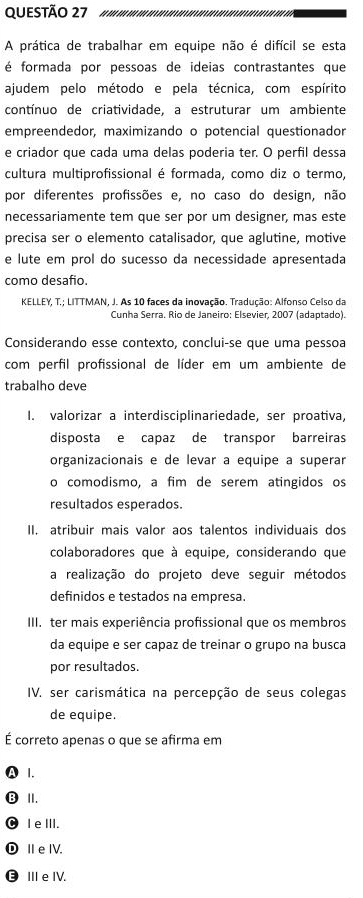 QUESTÃO 27
A prática de trabalhar em equipe não é difícil se esta
é formada por pessoas de ideias contrastantes que
ajudem pelo método e pela técnica, com espírito
contínuo de criatividade, a estruturar um ambiente
empreendedor, maximizando o potencial questionador
e criador que cada uma delas poderia ter. O perfil dessa
cultura multiprofissional é formada, como diz o termo,
por diferentes profissões e, no caso do design, não
necessariamente tem que ser por um designer, mas este
precisa ser o elemento catalisador, que aglutine, motive
e lute em prol do sucesso da necessidade apresentada
como desafio.
KELLEY, T.; LITTMAN, J. As 10 faces da inovação. Tradução: Alfonso Celso da
Cunha Serra. Rio de Janeiro: Elsevier, 2007 (adaptado).
Considerando esse contexto, conclui-se que uma pessoa
com perfil profissional de líder em um ambiente de
trabalho deve
I. valorizar a interdisciplinariedade, ser proativa,
disposta e capaz de transpor barreiras
organizacionais e de levar a equipe a superar
o comodismo, a fim de serem atingidos os
resultados esperados.
II. atribuir mais valor aos talentos individuais dos
colaboradores que à equipe, considerando que
a realização do projeto deve seguir métodos
definidos e testados na empresa.
III. ter mais experiência profissional que os membros
da equipe e ser capaz de treinar o grupo na busca
por resultados.
IV. ser carismática na percepção de seus colegas
de equipe.
É correto apenas o que se afirma em
A I.
B II.
C I e III.
D II e IV.
E III e IV.